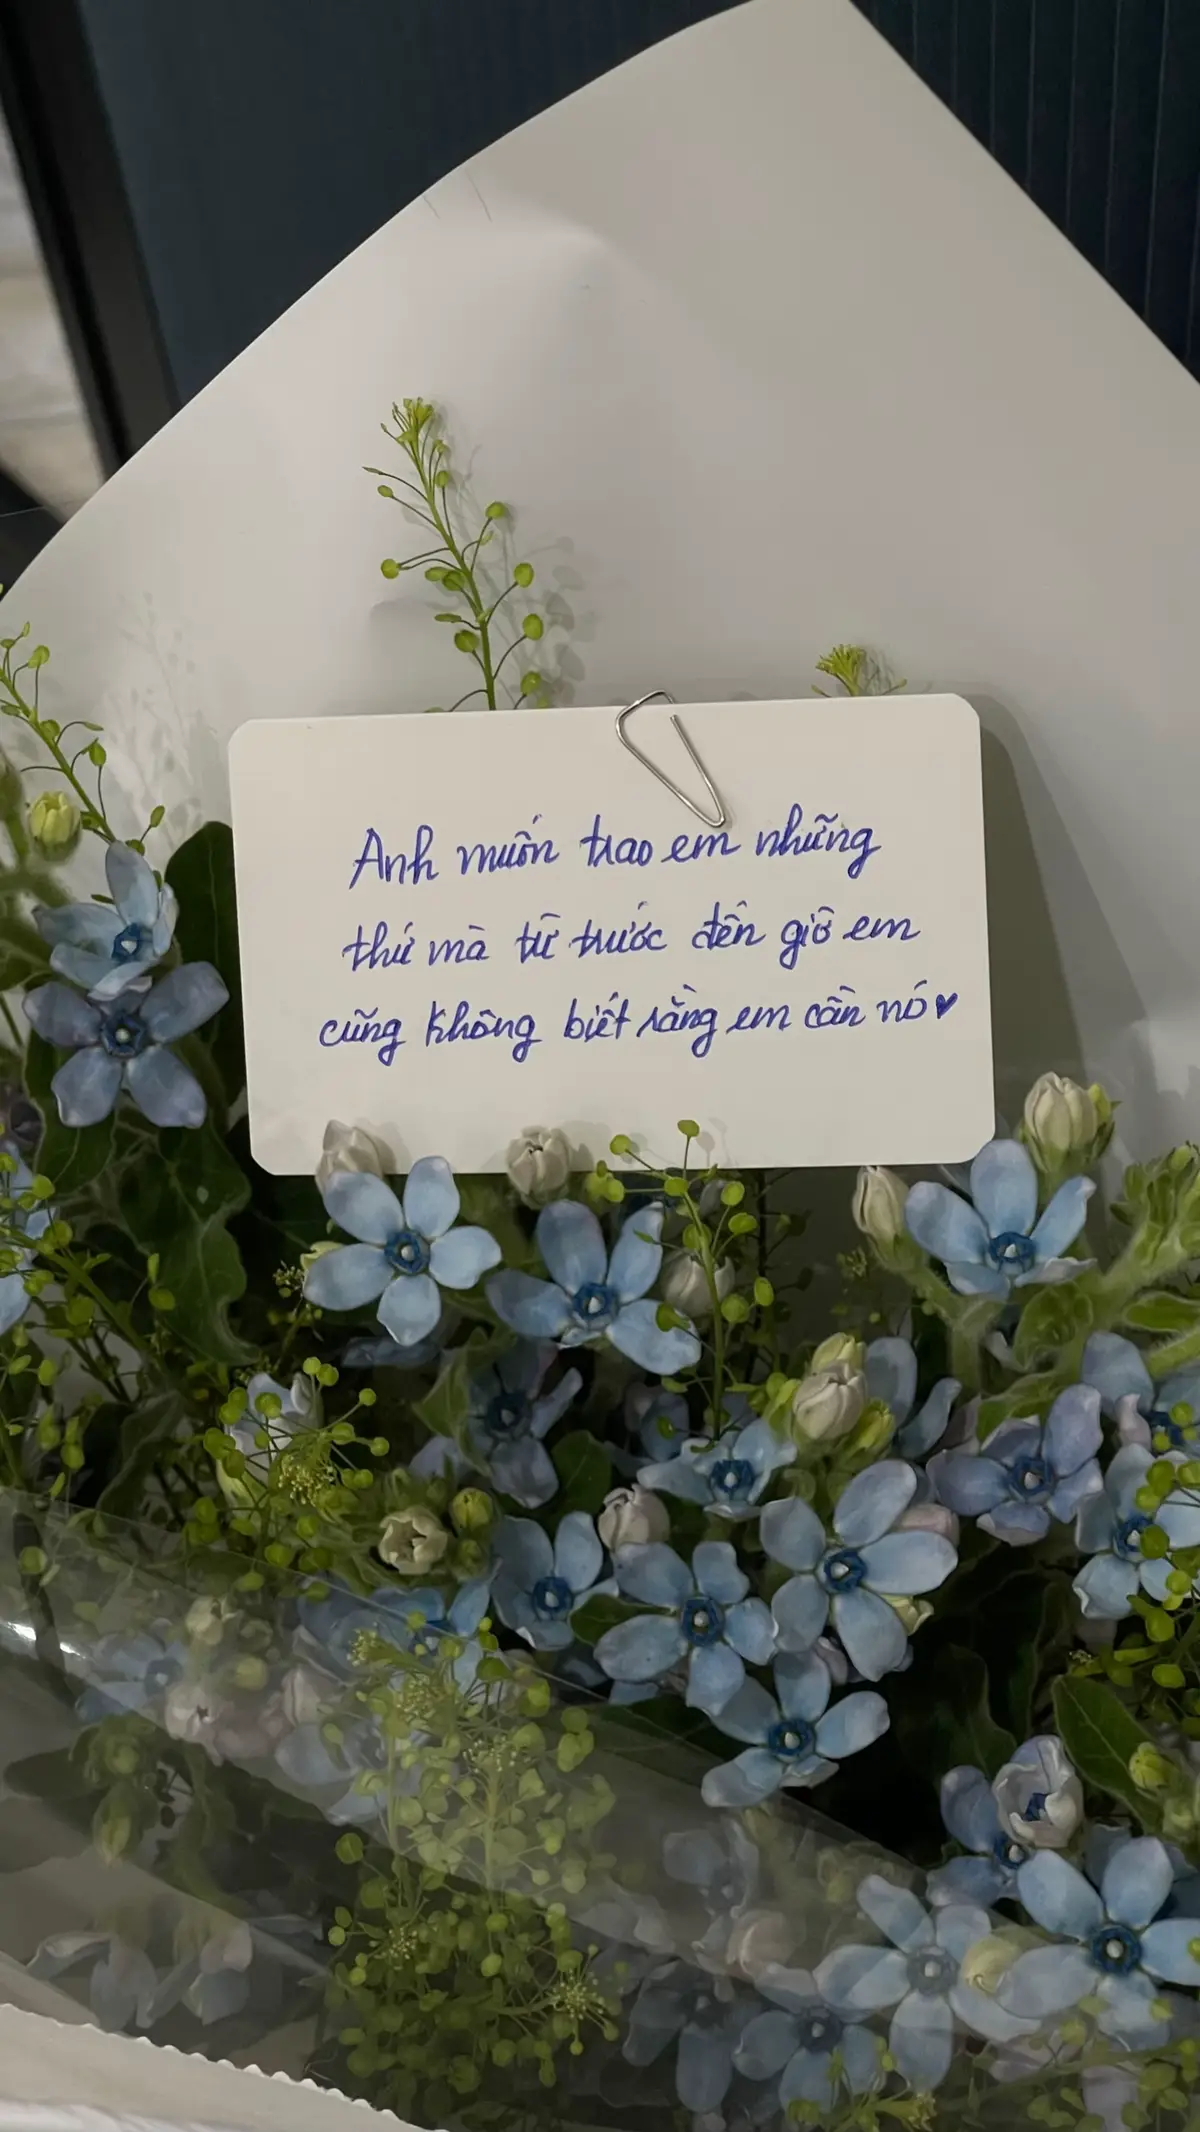 Anh muốn trao em những
thứ mà từ trước đến giờ em
cũng không biết rằng em cần nó♥